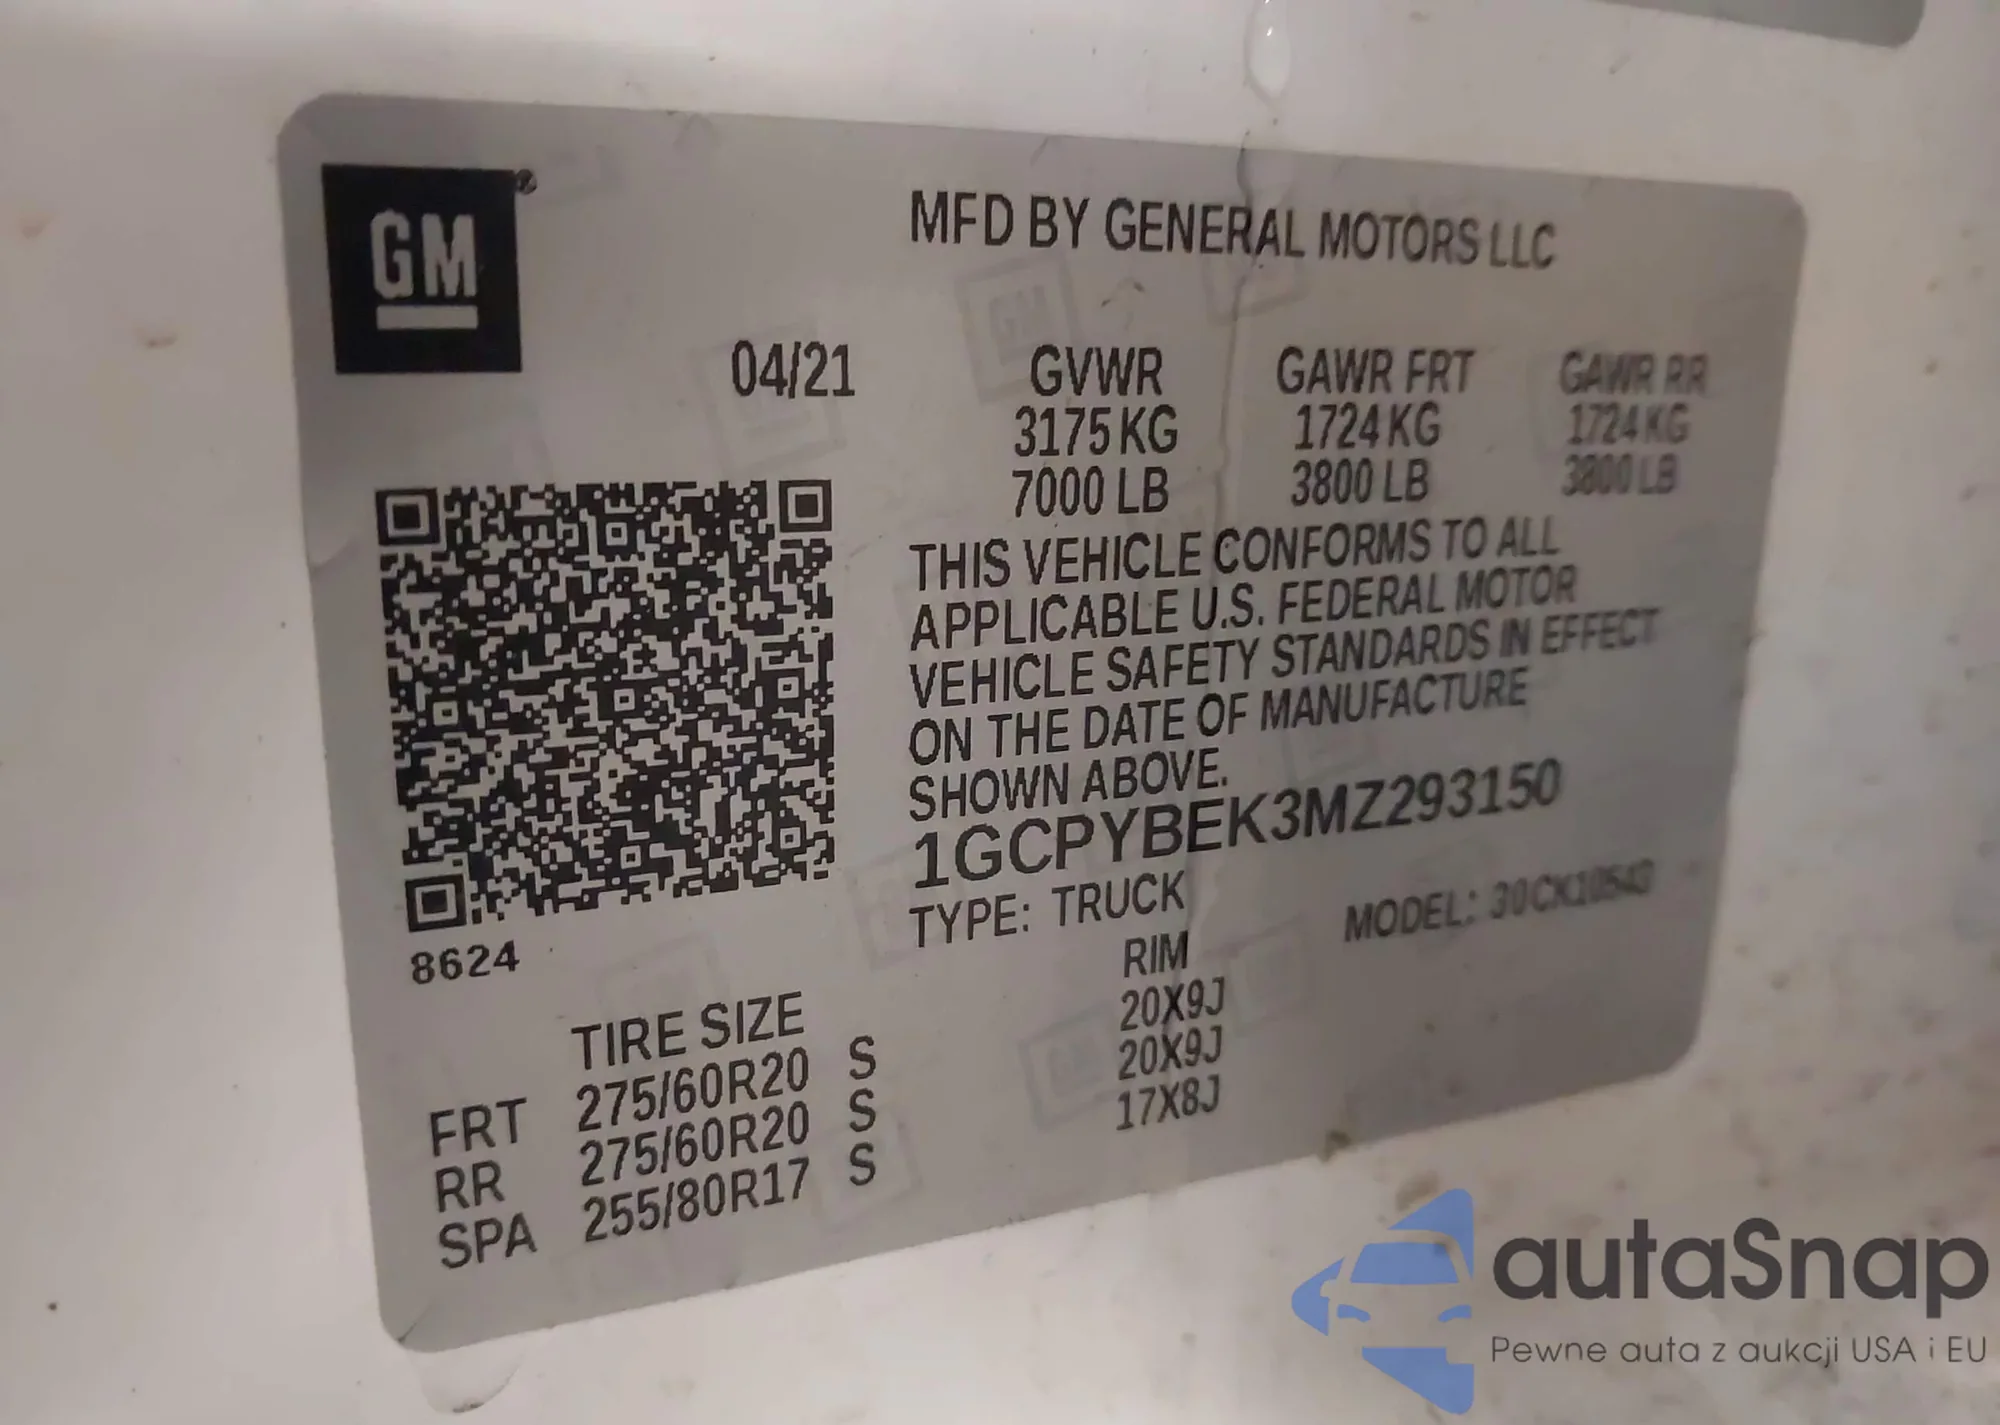 GM®
MFD BY GENERAL MOTORS LLC
04/21
GVWR GAWR FRT GAWR RR
3175 KG 1724 KG 1724 KG
7000 LB 3800 LB 3800 LB
THIS VEHICLE CONFORMS TO ALL
APPLICABLE U.S. FEDERAL MOTOR
VEHICLE SAFETY STANDARDS IN EFFECT
ON THE DATE OF MANUFACTURE
SHOWN ABOVE.
1GCPYBEK3MZ293150
TYPE: TRUCK MODEL: 30CK10543
8624
TIRE SIZE RIM
FRT 275/60R20 S 20X9J
RR 275/60R20 S 20X9J
SPA 255/80R17 S 17X8J
autaSnap
Pewne auta z aukcji USA i EU